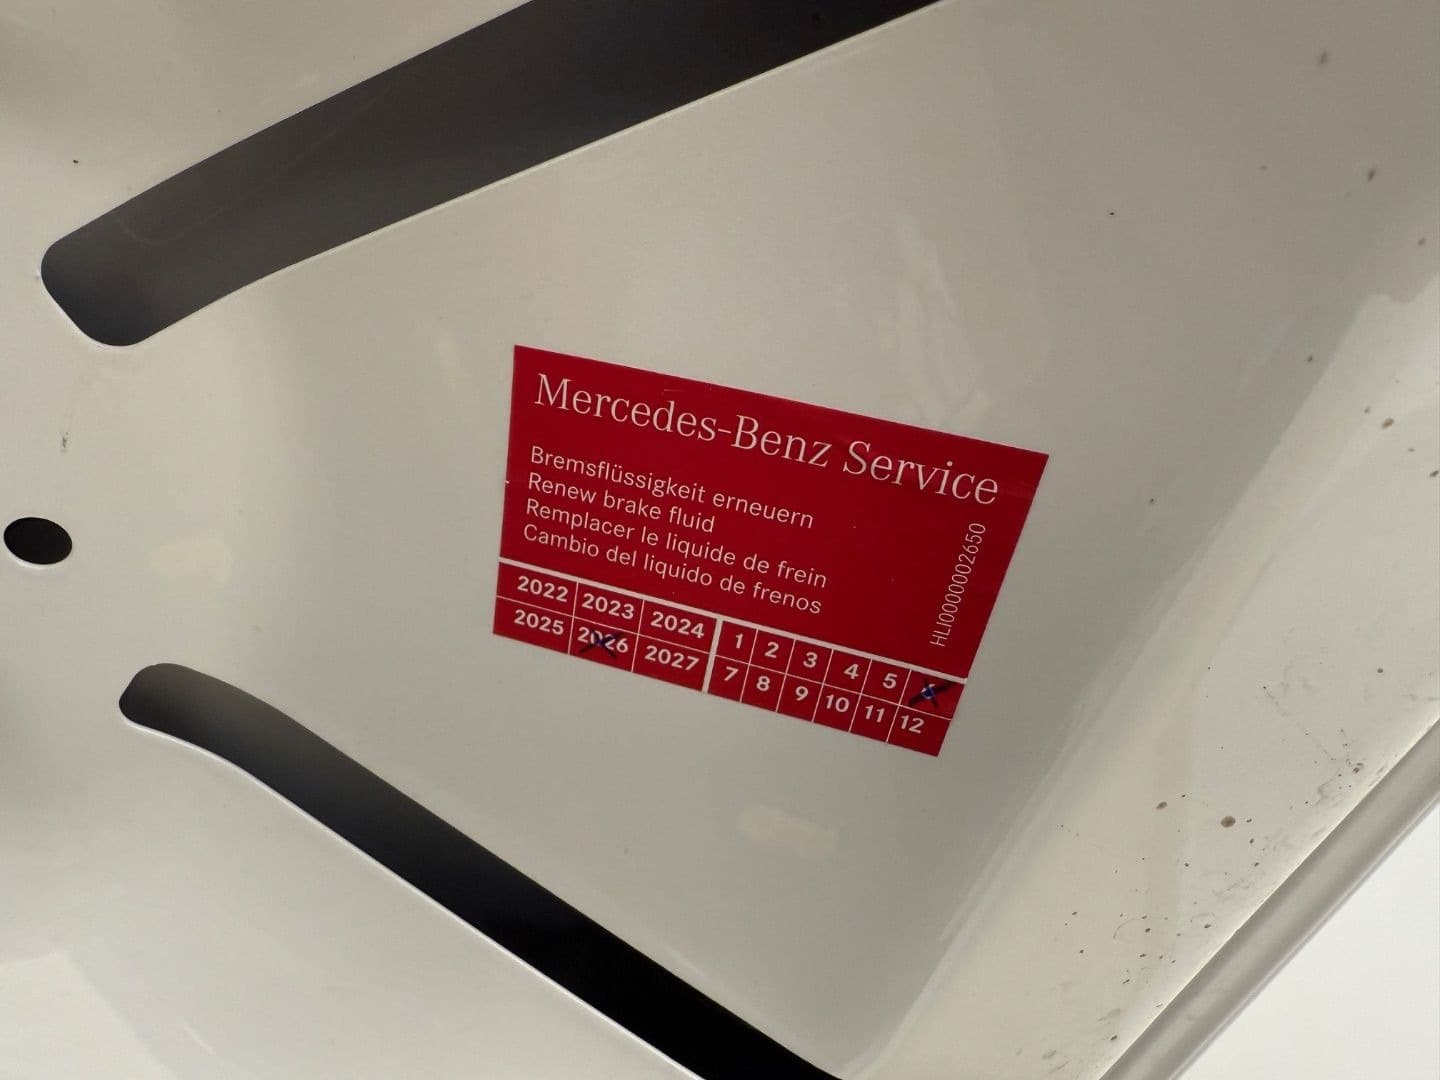 Mercedes-Benz Service
Bremsflüssigkeit erneuern
Renew brake fluid
Remplacer le liquide de frein
Cambio del liquido de frenos
HLI0000002650
2022 2023 2024 1 2 3 4 5
2025 2026 2027 7 8 9 10 11 12